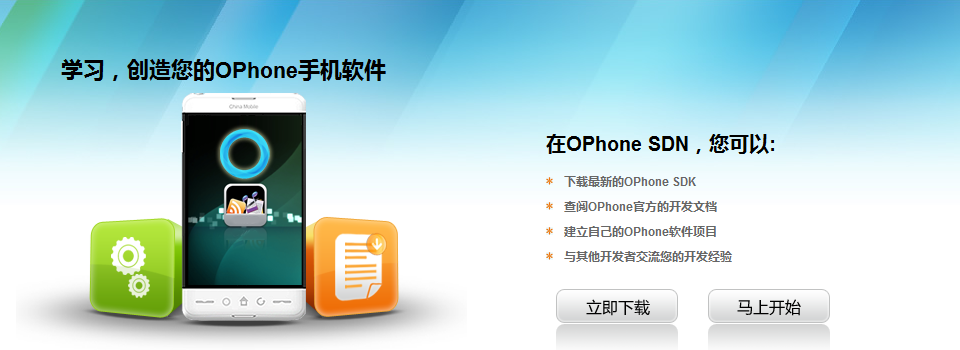 学习，创造您的OPhone手机软件
China Mobile
在OPhone SDN，您可以:
* 下载最新的OPhone SDK
* 查阅OPhone官方的开发文档
* 建立自己的OPhone软件项目
* 与其他开发者交流您的开发经验
立即下载
马上开始